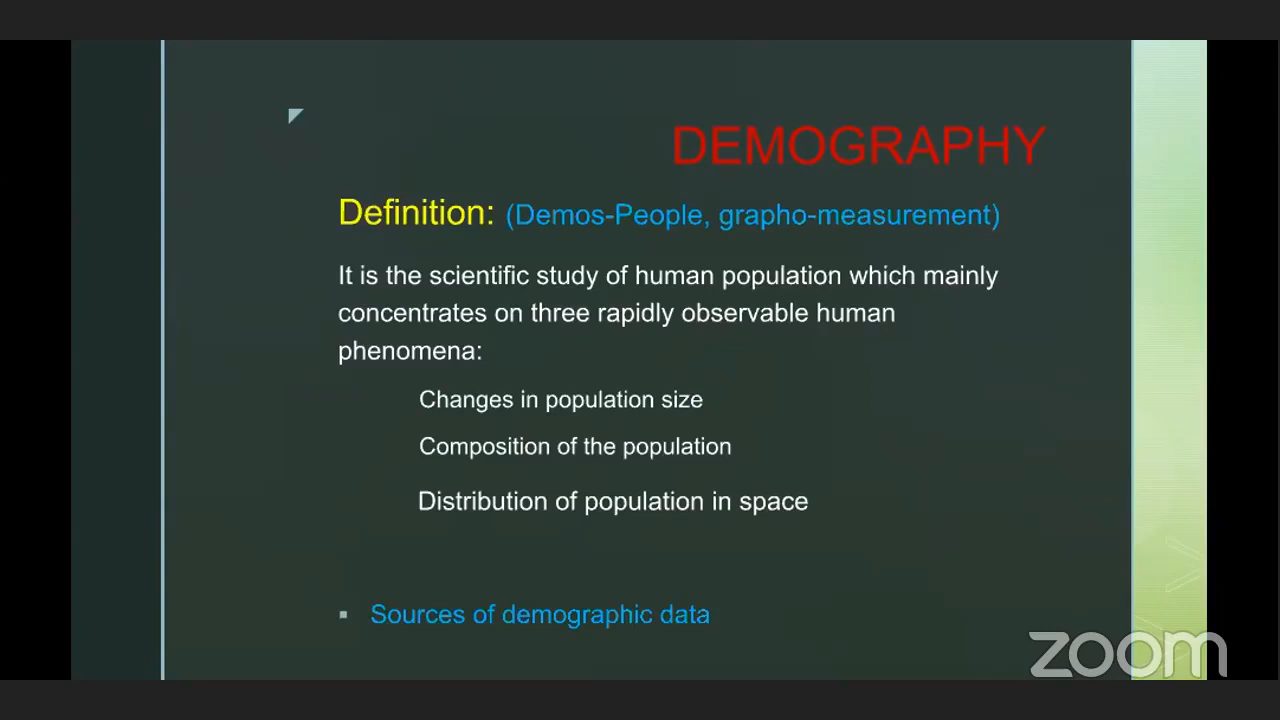 DEMOGRAPHY
Definition: (Demos-People, grapho-measurement)
It is the scientific study of human population which mainly
concentrates on three rapidly observable human
phenomena:
Changes in population size
Composition of the population
Distribution of population in space
▪ Sources of demographic data
zoom